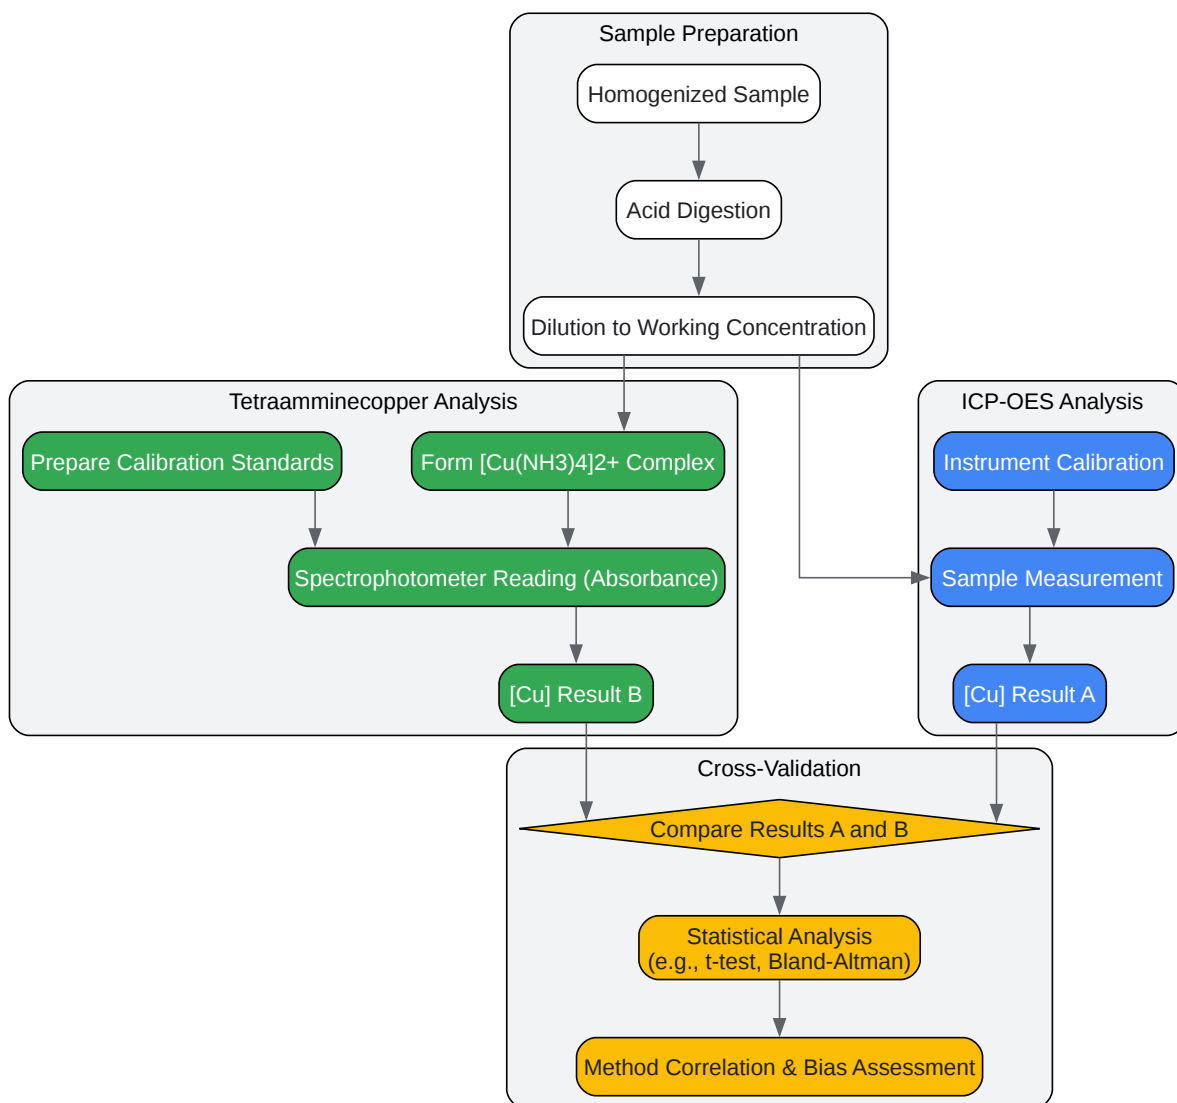 Sample Preparation
Homogenized Sample
Acid Digestion
Dilution to Working Concentration
Tetraamminecopper Analysis
Prepare Calibration Standards
Form [Cu(NH3)4]2+ Complex
Spectrophotometer Reading (Absorbance)
[Cu] Result B
ICP-OES Analysis
Instrument Calibration
Sample Measurement
[Cu] Result A
Cross-Validation
Compare Results A and B
Statistical Analysis
(e.g., t-test, Bland-Altman)
Method Correlation & Bias Assessment